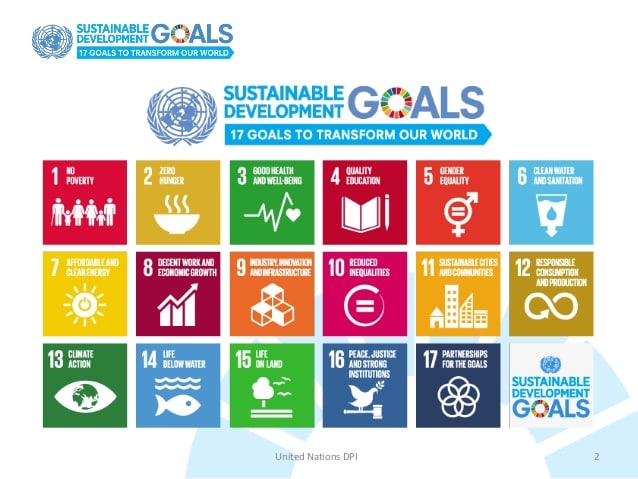 SUSTAINABLE
DEVELOPMENT GOALS
17 GOALS TO TRANSFORM OUR WORLD
SUSTAINABLE
DEVELOPMENT GOALS
17 GOALS TO TRANSFORM OUR WORLD
1 NO
POVERTY
2 ZERO
HUNGER
3 GOOD HEALTH
AND WELL-BEING
4 QUALITY
EDUCATION
5 GENDER
EQUALITY
6 CLEAN WATER
AND SANITATION
7 AFFORDABLE AND
CLEAN ENERGY
8 DECENT WORK AND
ECONOMIC GROWTH
9 INDUSTRY, INNOVATION
AND INFRASTRUCTURE
10 REDUCED
INEQUALITIES
11 SUSTAINABLE CITIES
AND COMMUNITIES
12 RESPONSIBLE
CONSUMPTION
AND PRODUCTION
13 CLIMATE
ACTION
14 LIFE
BELOW WATER
15 LIFE
ON LAND
16 PEACE, JUSTICE
AND STRONG
INSTITUTIONS
17 PARTNERSHIPS
FOR THE GOALS
SUSTAINABLE
DEVELOPMENT
GOALS
United Nations DPI
2